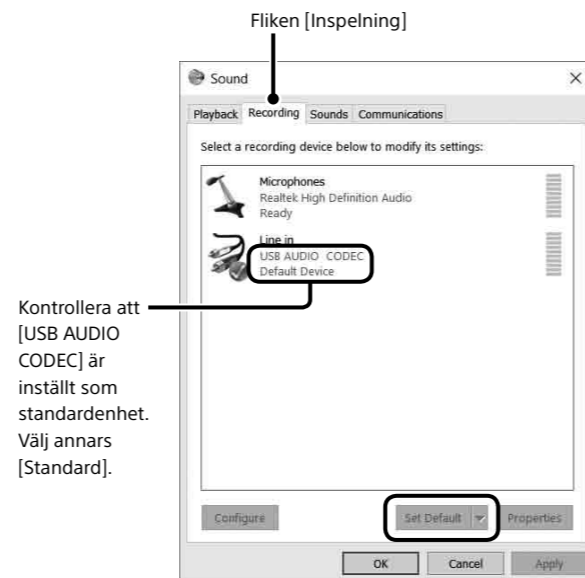 Fliken [Inspelning]
Sound
Playback Recording Sounds Communications
Select a recording device below to modify its settings:
Microphones
Realtek High Definition Audio
Ready
Line in
USB AUDIO CODEC
Default Device
Kontrollera att
[USB AUDIO
CODEC] är
inställt som
standardenhet.
Välj annars
[Standard].
Configure Set Default Properties
OK Cancel Apply